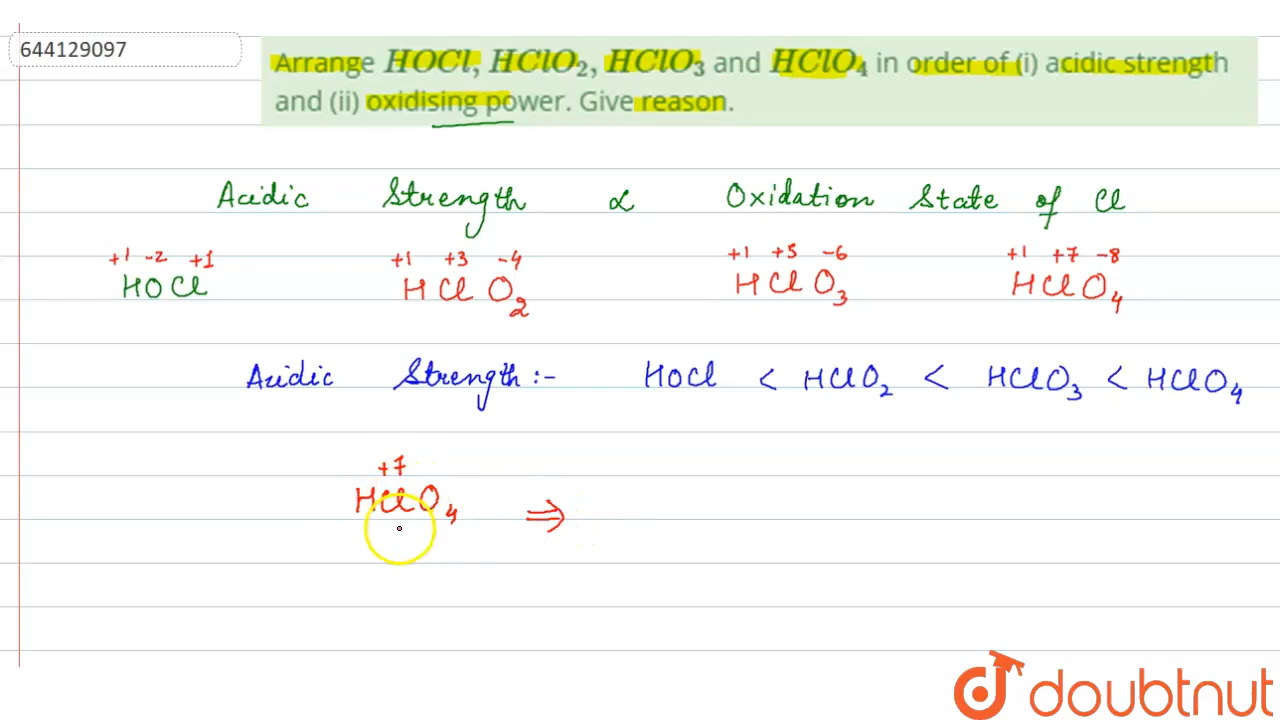 644129097
Arrange HOCl, HClO₂, HClO₃ and HClO₄ in order of (i) acidic strength
and (ii) oxidising power. Give reason.
Acidic Strength ∝ Oxidation State of Cl
+1 -2 +1 +1 +3 -4 +1 +5 -6 +1 +7 -8
HOCl HClO₂ HClO₃ HClO₄
Acidic Strength:- HOCl < HClO₂ < HClO₃ < HClO₄
+7
HClO₄ ⇒
doubtnut